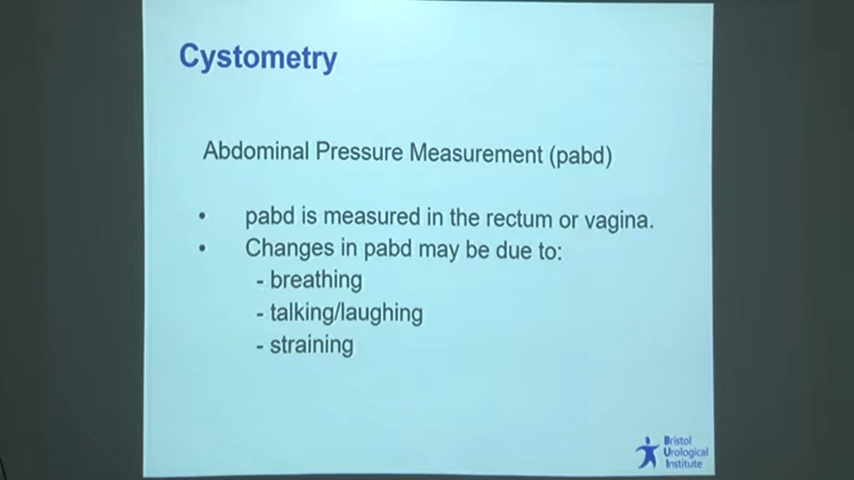 Cystometry
Abdominal Pressure Measurement (pabd)
• pabd is measured in the rectum or vagina.
• Changes in pabd may be due to:
- breathing
- talking/laughing
- straining
Bristol
Urological
Institute